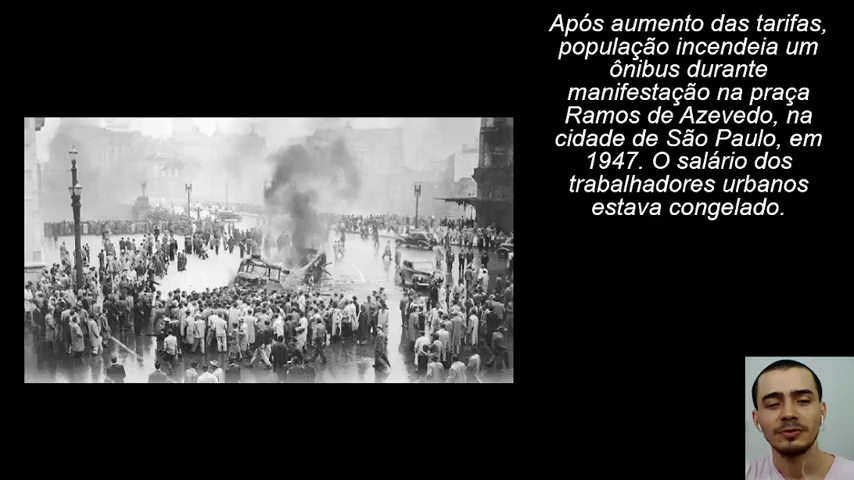 Após aumento das tarifas,
população incendeia um
ônibus durante
manifestação na praça
Ramos de Azevedo, na
cidade de São Paulo, em
1947. O salário dos
trabalhadores urbanos
estava congelado.